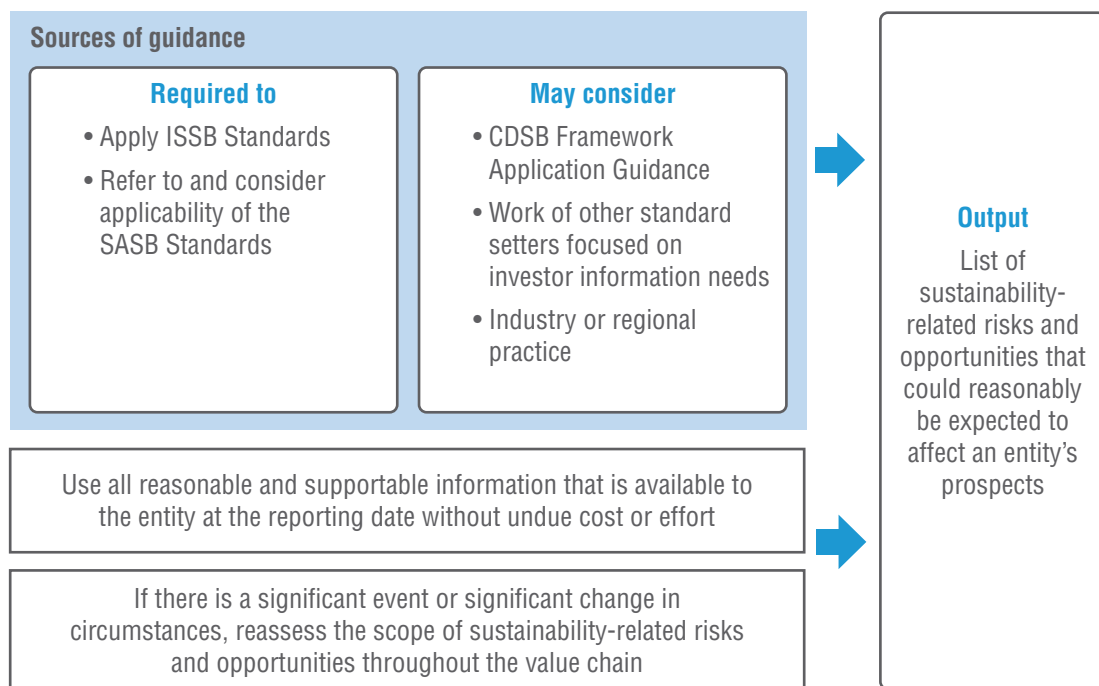 Sources of guidance
Required to
• Apply ISSB Standards
• Refer to and consider
applicability of the
SASB Standards
May consider
• CDSB Framework
Application Guidance
• Work of other standard
setters focused on
investor information needs
• Industry or regional
practice
Use all reasonable and supportable information that is available to
the entity at the reporting date without undue cost or effort
If there is a significant event or significant change in
circumstances, reassess the scope of sustainability-related risks
and opportunities throughout the value chain
Output
List of
sustainability-
related risks and
opportunities that
could reasonably
be expected to
affect an entity’s
prospects